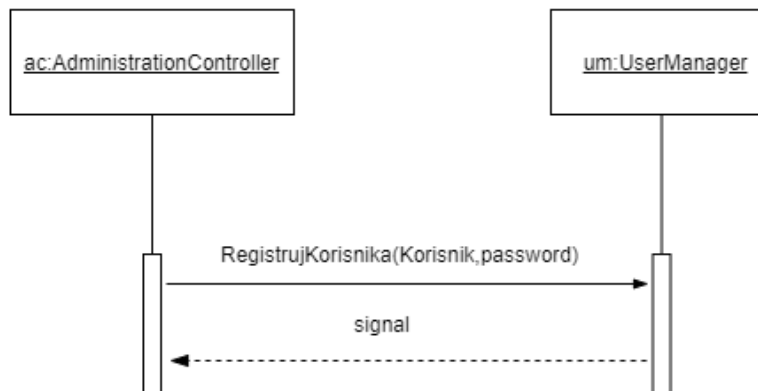 ac:AdministrationController
um:UserManager
RegistrujKorisnika(Korisnik,password)
signal